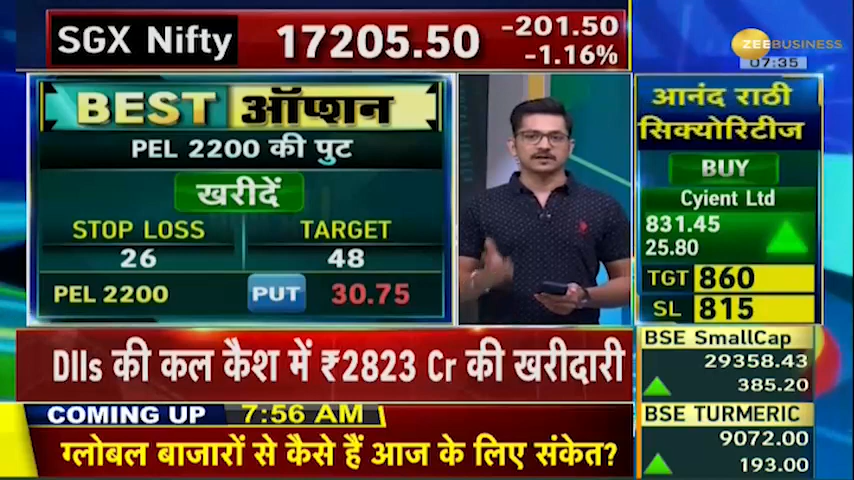 SGX Nifty 17205.50 -201.50
-1.16%
ZEE BUSINESS
07:35
BEST ऑप्शन
PEL 2200 की पुट
खरीदें
STOP LOSS TARGET
26 48
PEL 2200 PUT 30.75
आनंद राठी
सिक्योरिटीज
BUY
Cyient Ltd
831.45
25.80
TGT 860
SL 815
DIIs की कल कैश में ₹2823 Cr की खरीदारी
COMING UP 7:56 AM
ग्लोबल बाजारों से कैसे हैं आज के लिए संकेत?
BSE SmallCap
29358.43
385.20
BSE TURMERIC
9072.00
193.00